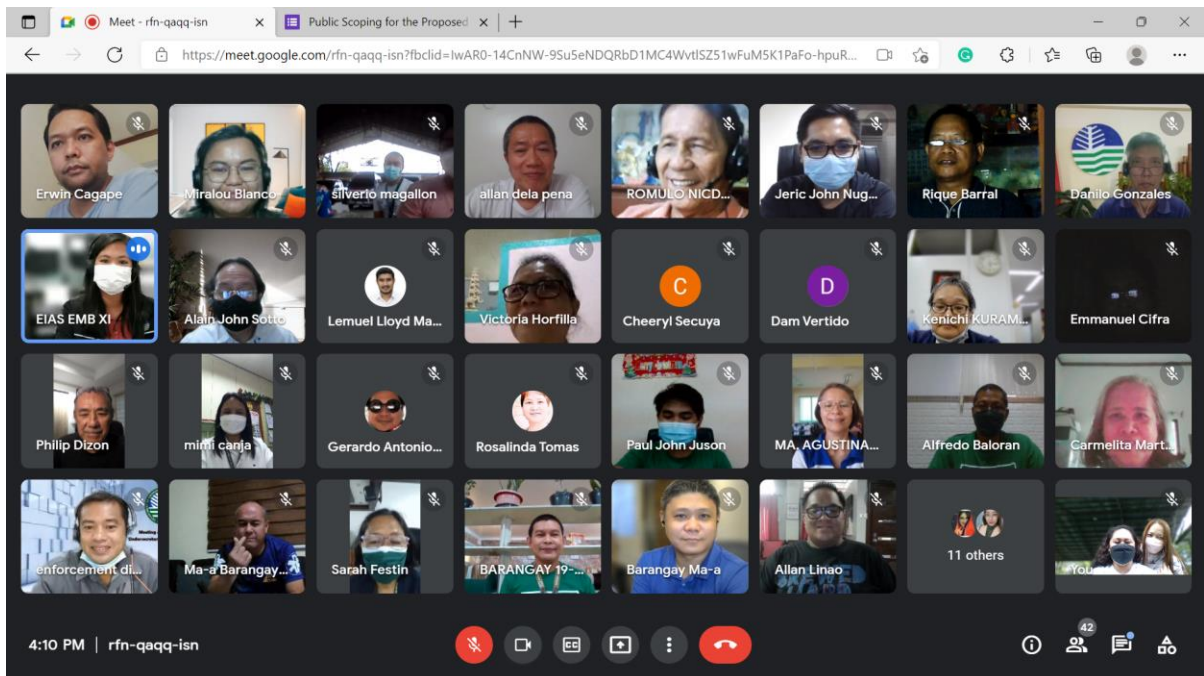 Meet - rfn-qaqq-isn
Public Scoping for the Proposed
https://meet.google.com/rfn-qaqq-isn?fbclid=IwAR0-14CnNW-9Su5eNDQRbD1MC4WvtlSZ51wFuM5K1PaFo-hpuR...
Erwin Cagape
Miralou Blanco
silverio magallon
allan dela pena
ROMULO NICD...
Jeric John Nug...
Rique Barral
Danilo Gonzales
EIAS EMB XI
Alain John Sotto
Lemuel Lloyd Ma...
Victoria Horfilla
C
Cheeryl Secuya
D
Dam Vertido
Kenichi KURAM...
Emmanuel Cifra
Philip Dizon
mimi canja
Gerardo Antonio...
Rosalinda Tomas
Paul John Juson
MA. AGUSTINA...
Alfredo Baloran
Carmelita Mart...
enforcement di...
Ma-a Barangay...
Sarah Festin
BARANGAY 19-...
Barangay Ma-a
Allan Linao
11 others
You
4:10 PM | rfn-qaqq-isn
CC
42